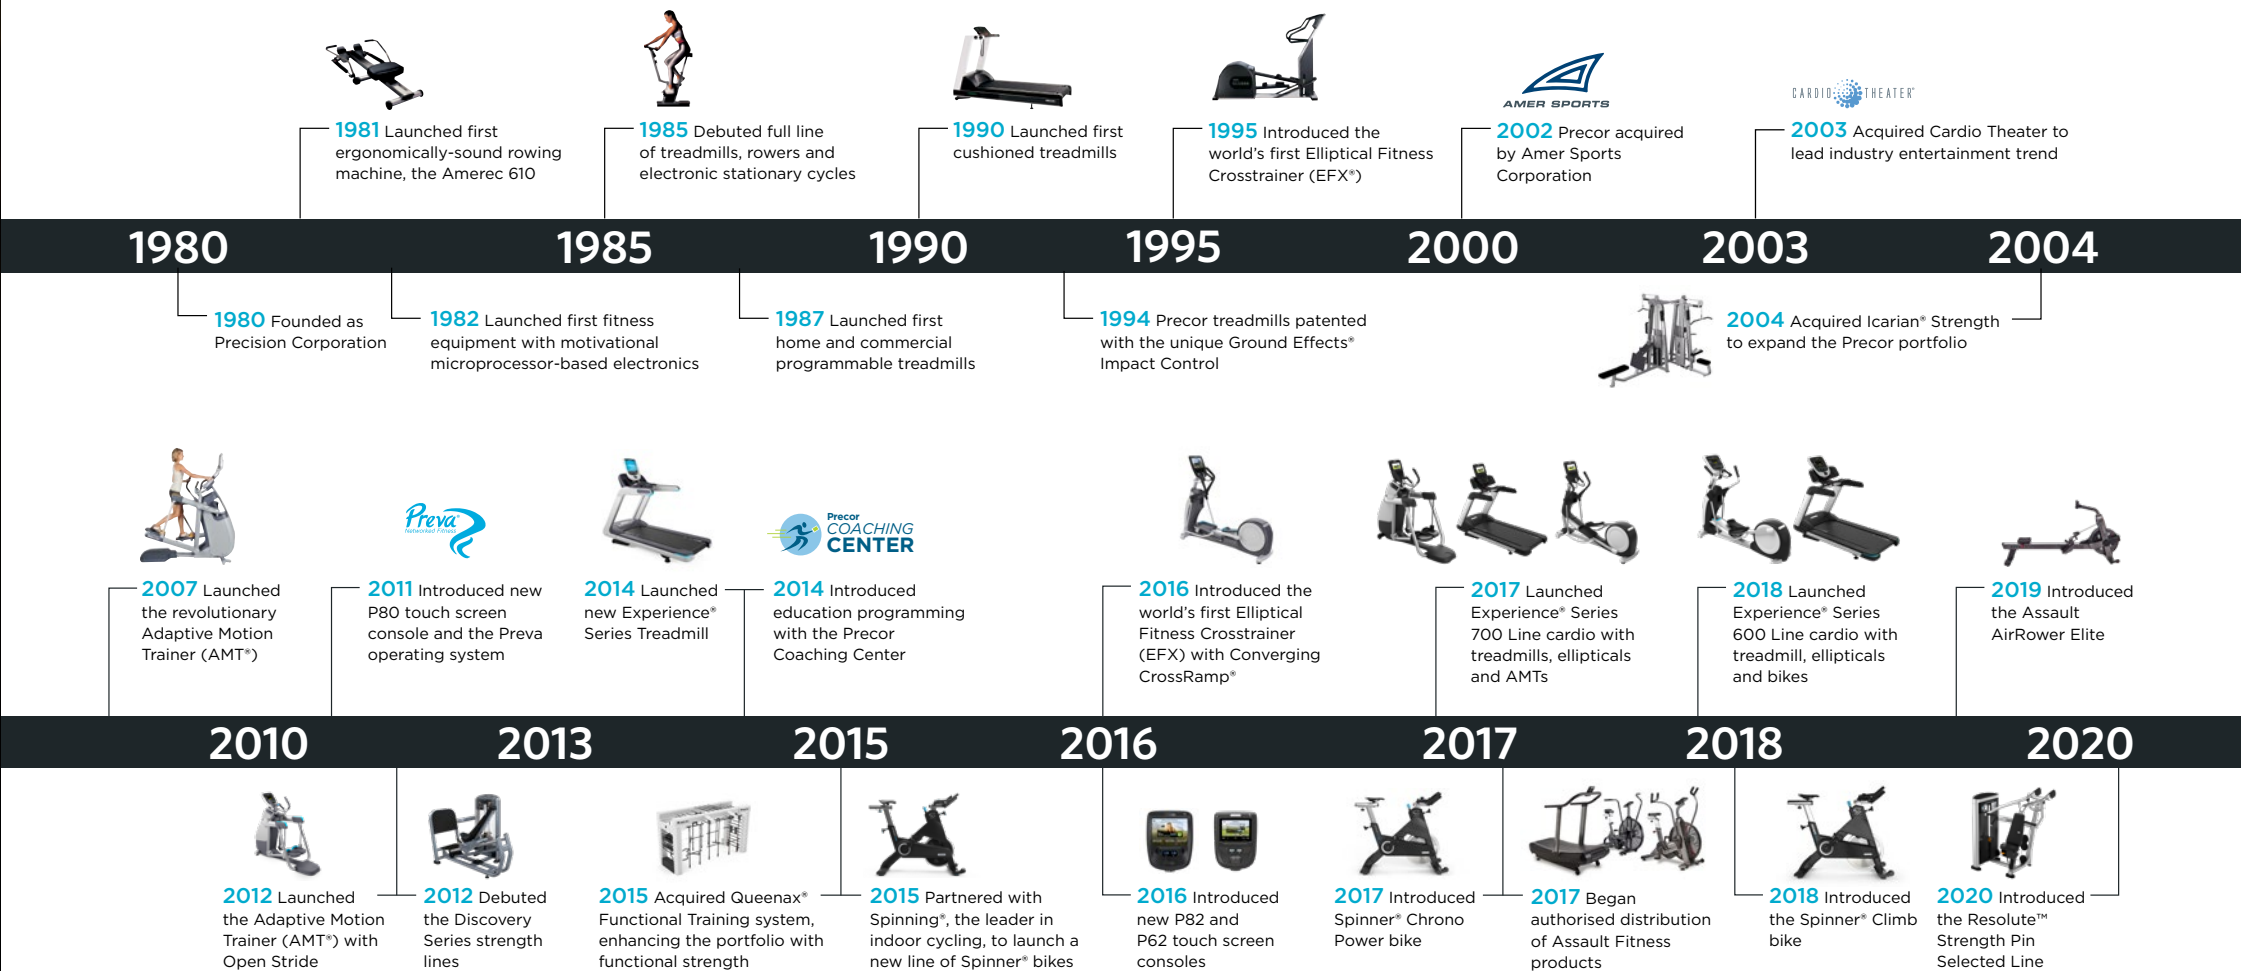 AMER SPORTS
CARDIO THEATER®
1981 Launched first
ergonomically-sound rowing
machine, the Amerec 610
1985 Debuted full line
of treadmills, rowers and
electronic stationary cycles
1990 Launched first
cushioned treadmills
1995 Introduced the
world's first Elliptical Fitness
Crosstrainer (EFX®)
2002 Precor acquired
by Amer Sports
Corporation
2003 Acquired Cardio Theater to
lead industry entertainment trend
1980 1985 1990 1995 2000 2003 2004
1980 Founded as
Precision Corporation
1982 Launched first fitness
equipment with motivational
microprocessor-based electronics
1987 Launched first
home and commercial
programmable treadmills
1994 Precor treadmills patented
with the unique Ground Effects®
Impact Control
2004 Acquired Icarian® Strength
to expand the Precor portfolio
Preva®
Networked Fitness
Precor
COACHING
CENTER
2007 Launched
the revolutionary
Adaptive Motion
Trainer (AMT®)
2011 Introduced new
P80 touch screen
console and the Preva
operating system
2014 Launched
new Experience®
Series Treadmill
2014 Introduced
education programming
with the Precor
Coaching Center
2016 Introduced the
world's first Elliptical
Fitness Crosstrainer
(EFX) with Converging
CrossRamp®
2017 Launched
Experience® Series
700 Line cardio with
treadmills, ellipticals
and AMTs
2018 Launched
Experience® Series
600 Line cardio with
treadmill, ellipticals
and bikes
2019 Introduced
the Assault
AirRower Elite
2010 2013 2015 2016 2017 2018 2020
2012 Launched
the Adaptive Motion
Trainer (AMT®) with
Open Stride
2012 Debuted
the Discovery
Series strength
lines
2015 Acquired Queenax®
Functional Training system,
enhancing the portfolio with
functional strength
2015 Partnered with
Spinning®, the leader in
indoor cycling, to launch a
new line of Spinner® bikes
2016 Introduced
new P82 and
P62 touch screen
consoles
2017 Introduced
Spinner® Chrono
Power bike
2017 Began
authorised distribution
of Assault Fitness
products
2018 Introduced
the Spinner® Climb
bike
2020 Introduced
the Resolute™
Strength Pin
Selected Line